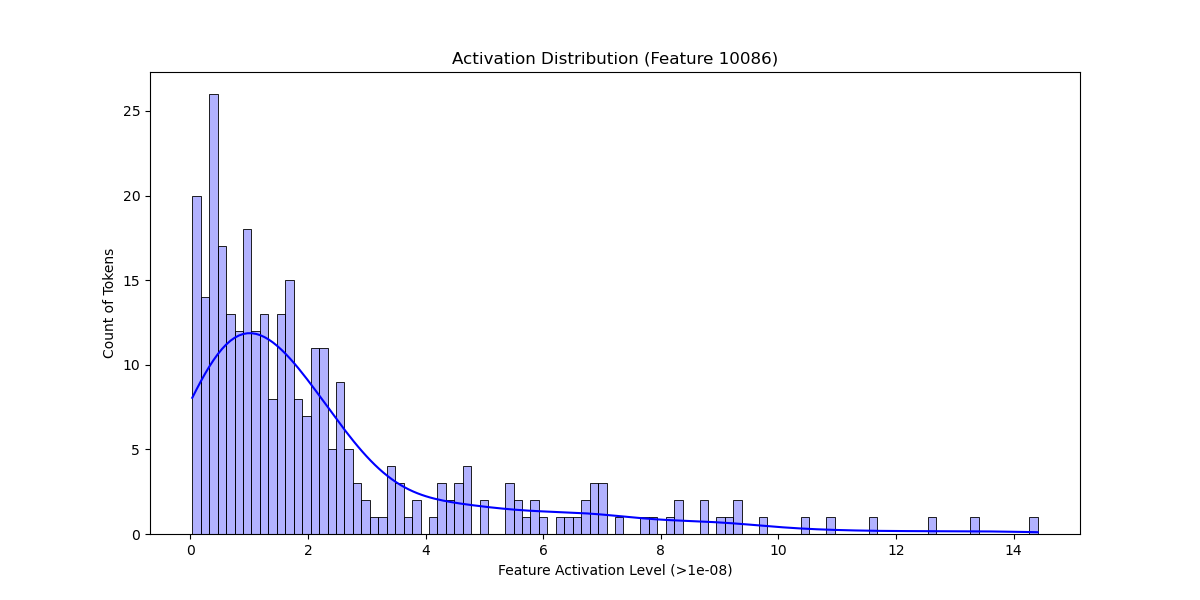 Activation Distribution (Feature 10086)
25
20
15
10
5
0
Count of Tokens
0 2 4 6 8 10 12 14
Feature Activation Level (>1e-08)